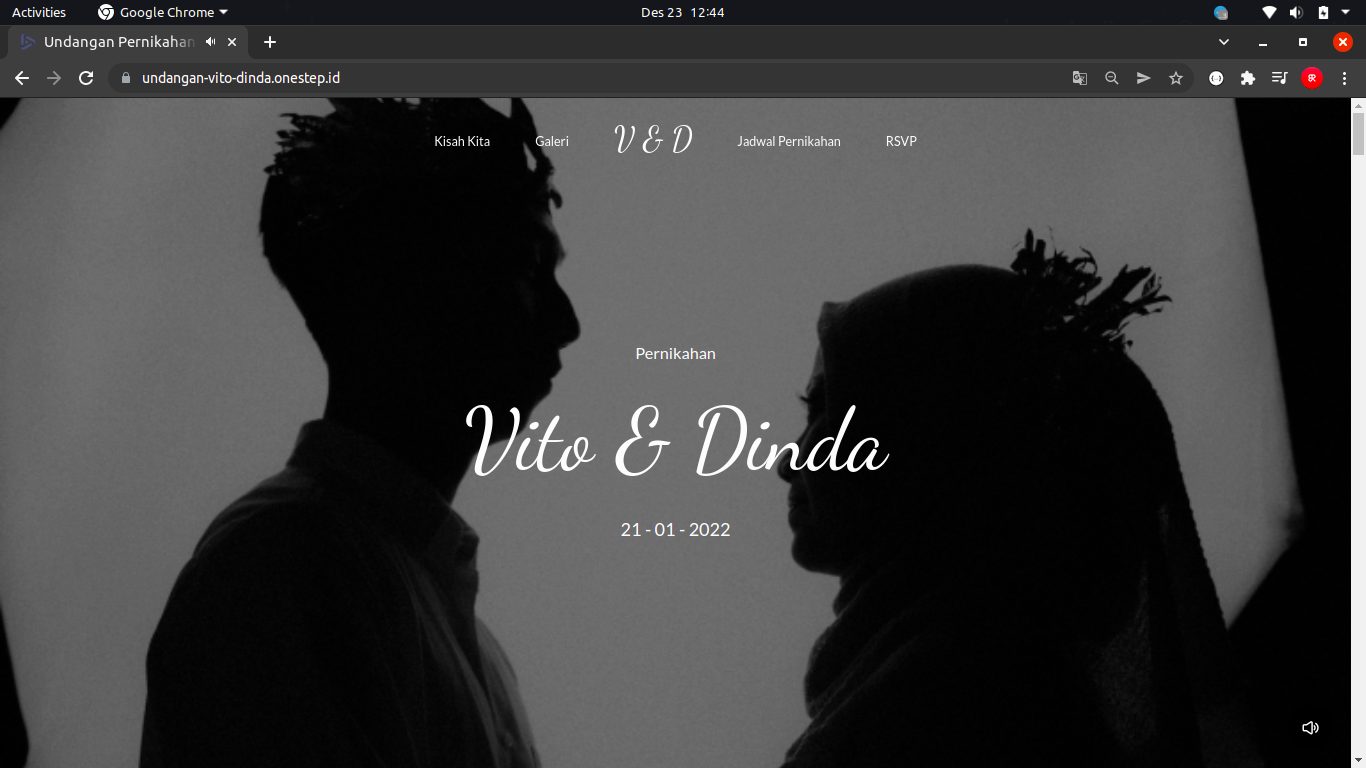 Activities Google Chrome Des 23 12:44
Undangan Pernikahan
undangan-vito-dinda.onestep.id
Kisah Kita Galeri V & D Jadwal Pernikahan RSVP
Pernikahan
Vito & Dinda
21 - 01 - 2022